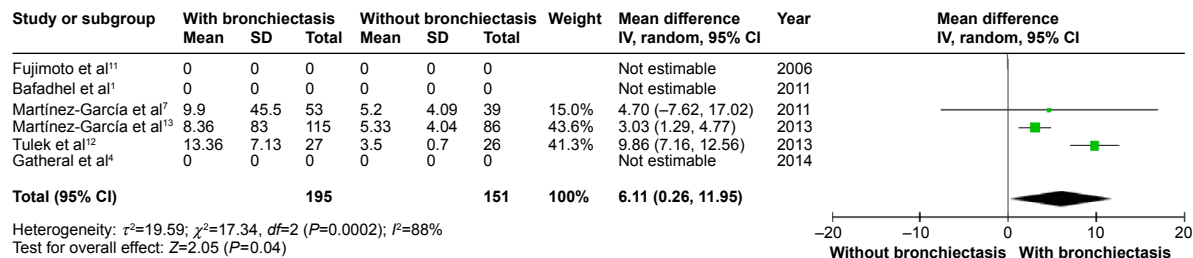 Study or subgroup With bronchiectasis Without bronchiectasis Weight Mean difference Year Mean difference
Mean SD Total Mean SD Total IV, random, 95% CI IV, random, 95% CI
Fujimoto et al¹¹ 0 0 0 0 0 0 Not estimable 2006
Bafadhel et al¹ 0 0 0 0 0 0 Not estimable 2011
Martínez-García et al⁷ 9.9 45.5 53 5.2 4.09 39 15.0% 4.70 (–7.62, 17.02) 2011
Martínez-García et al¹³ 8.36 83 115 5.33 4.04 86 43.6% 3.03 (1.29, 4.77) 2013
Tulek et al¹² 13.36 7.13 27 3.5 0.7 26 41.3% 9.86 (7.16, 12.56) 2013
Gatheral et al⁴ 0 0 0 0 0 0 Not estimable 2014
Total (95% CI) 195 151 100% 6.11 (0.26, 11.95)
Heterogeneity: τ²=19.59; χ²=17.34, df=2 (P=0.0002); I²=88%
Test for overall effect: Z=2.05 (P=0.04)
–20 –10 0 10 20
Without bronchiectasis With bronchiectasis